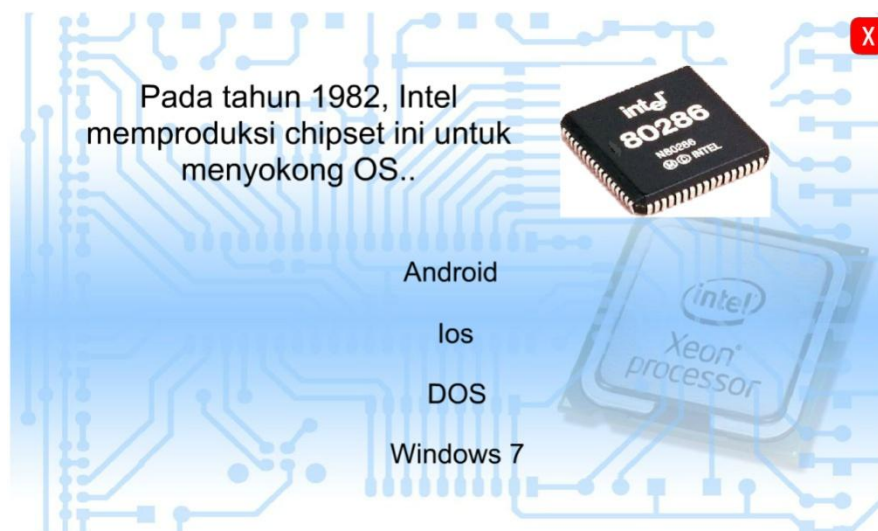 X
Pada tahun 1982, Intel
memproduksi chipset ini untuk
menyokong OS..
intel
80286
N80286
Ⓜ © INTEL
Android
Ios
DOS
Windows 7
intel
Xeon®
processor